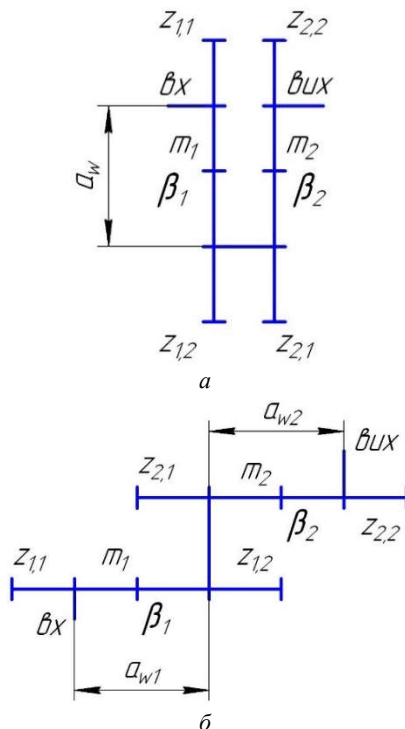 z1,1 z2,2
вх вих
m1 m2
aw
β1 β2
z1,2 z2,1
а
aw2
вих
z2,1 m2
β2 z2,2
z1,1 m1 z1,2
вх β1
aw1
б